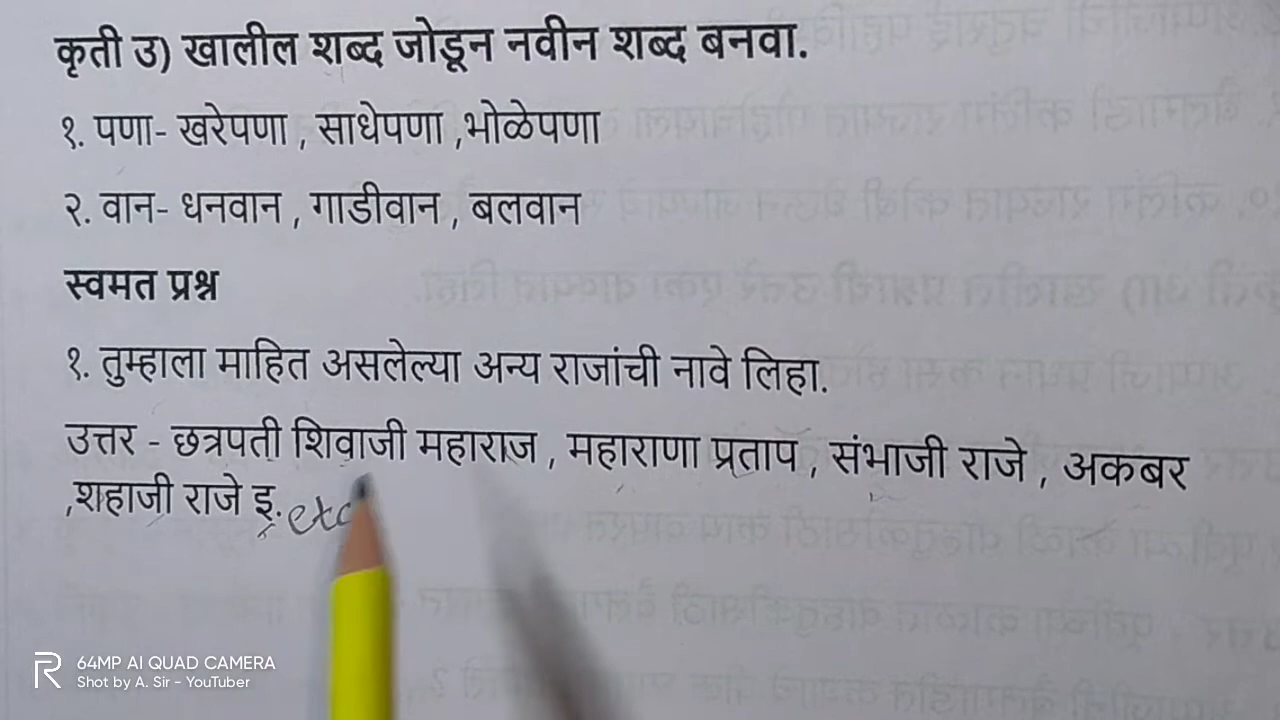 कृती उ) खालील शब्द जोडून नवीन शब्द बनवा.
१. पणा- खरेपणा , साधेपणा ,भोळेपणा
२. वान- धनवान , गाडीवान , बलवान
स्वमत प्रश्न
१. तुम्हाला माहित असलेल्या अन्य राजांची नावे लिहा.
उत्तर - छत्रपती शिवाजी महाराज , महाराणा प्रताप , संभाजी राजे , अकबर
,शहाजी राजे इ.
64MP AI QUAD CAMERA
Shot by A. Sir - YouTuber